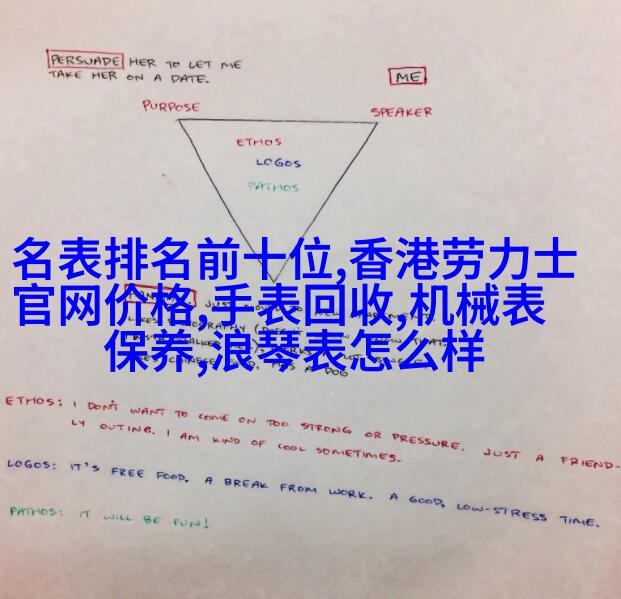 PERSUADE HER TO LET ME
TAKE HER ON A DATE.
ME
PURPOSE
SPEAKER
ETHOS
LOGOS
PATHOS
名表排名前十位,香港劳力士
官网价格,手表回收,机械表
保养,浪琴表怎么样
A DOG
ETHOS: I DON'T WANT TO COME ON TOO STRONG OR PRESSURE. JUST A FRIEND-
LY OUTING. I AM KIND OF COOL SOMETIMES.
LOGOS: IT'S FREE FOOD. A BREAK FROM WORK. A GOOD, LOW-STRESS TIME.
PATHOS: IT WILL BE FUN!